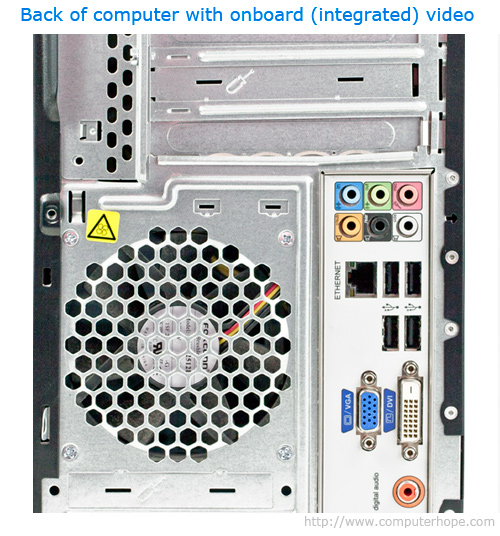 Back of computer with onboard (integrated) video
ETHERNET
/ VGA
/ DVI
digital audio
http://www.computerhope.com